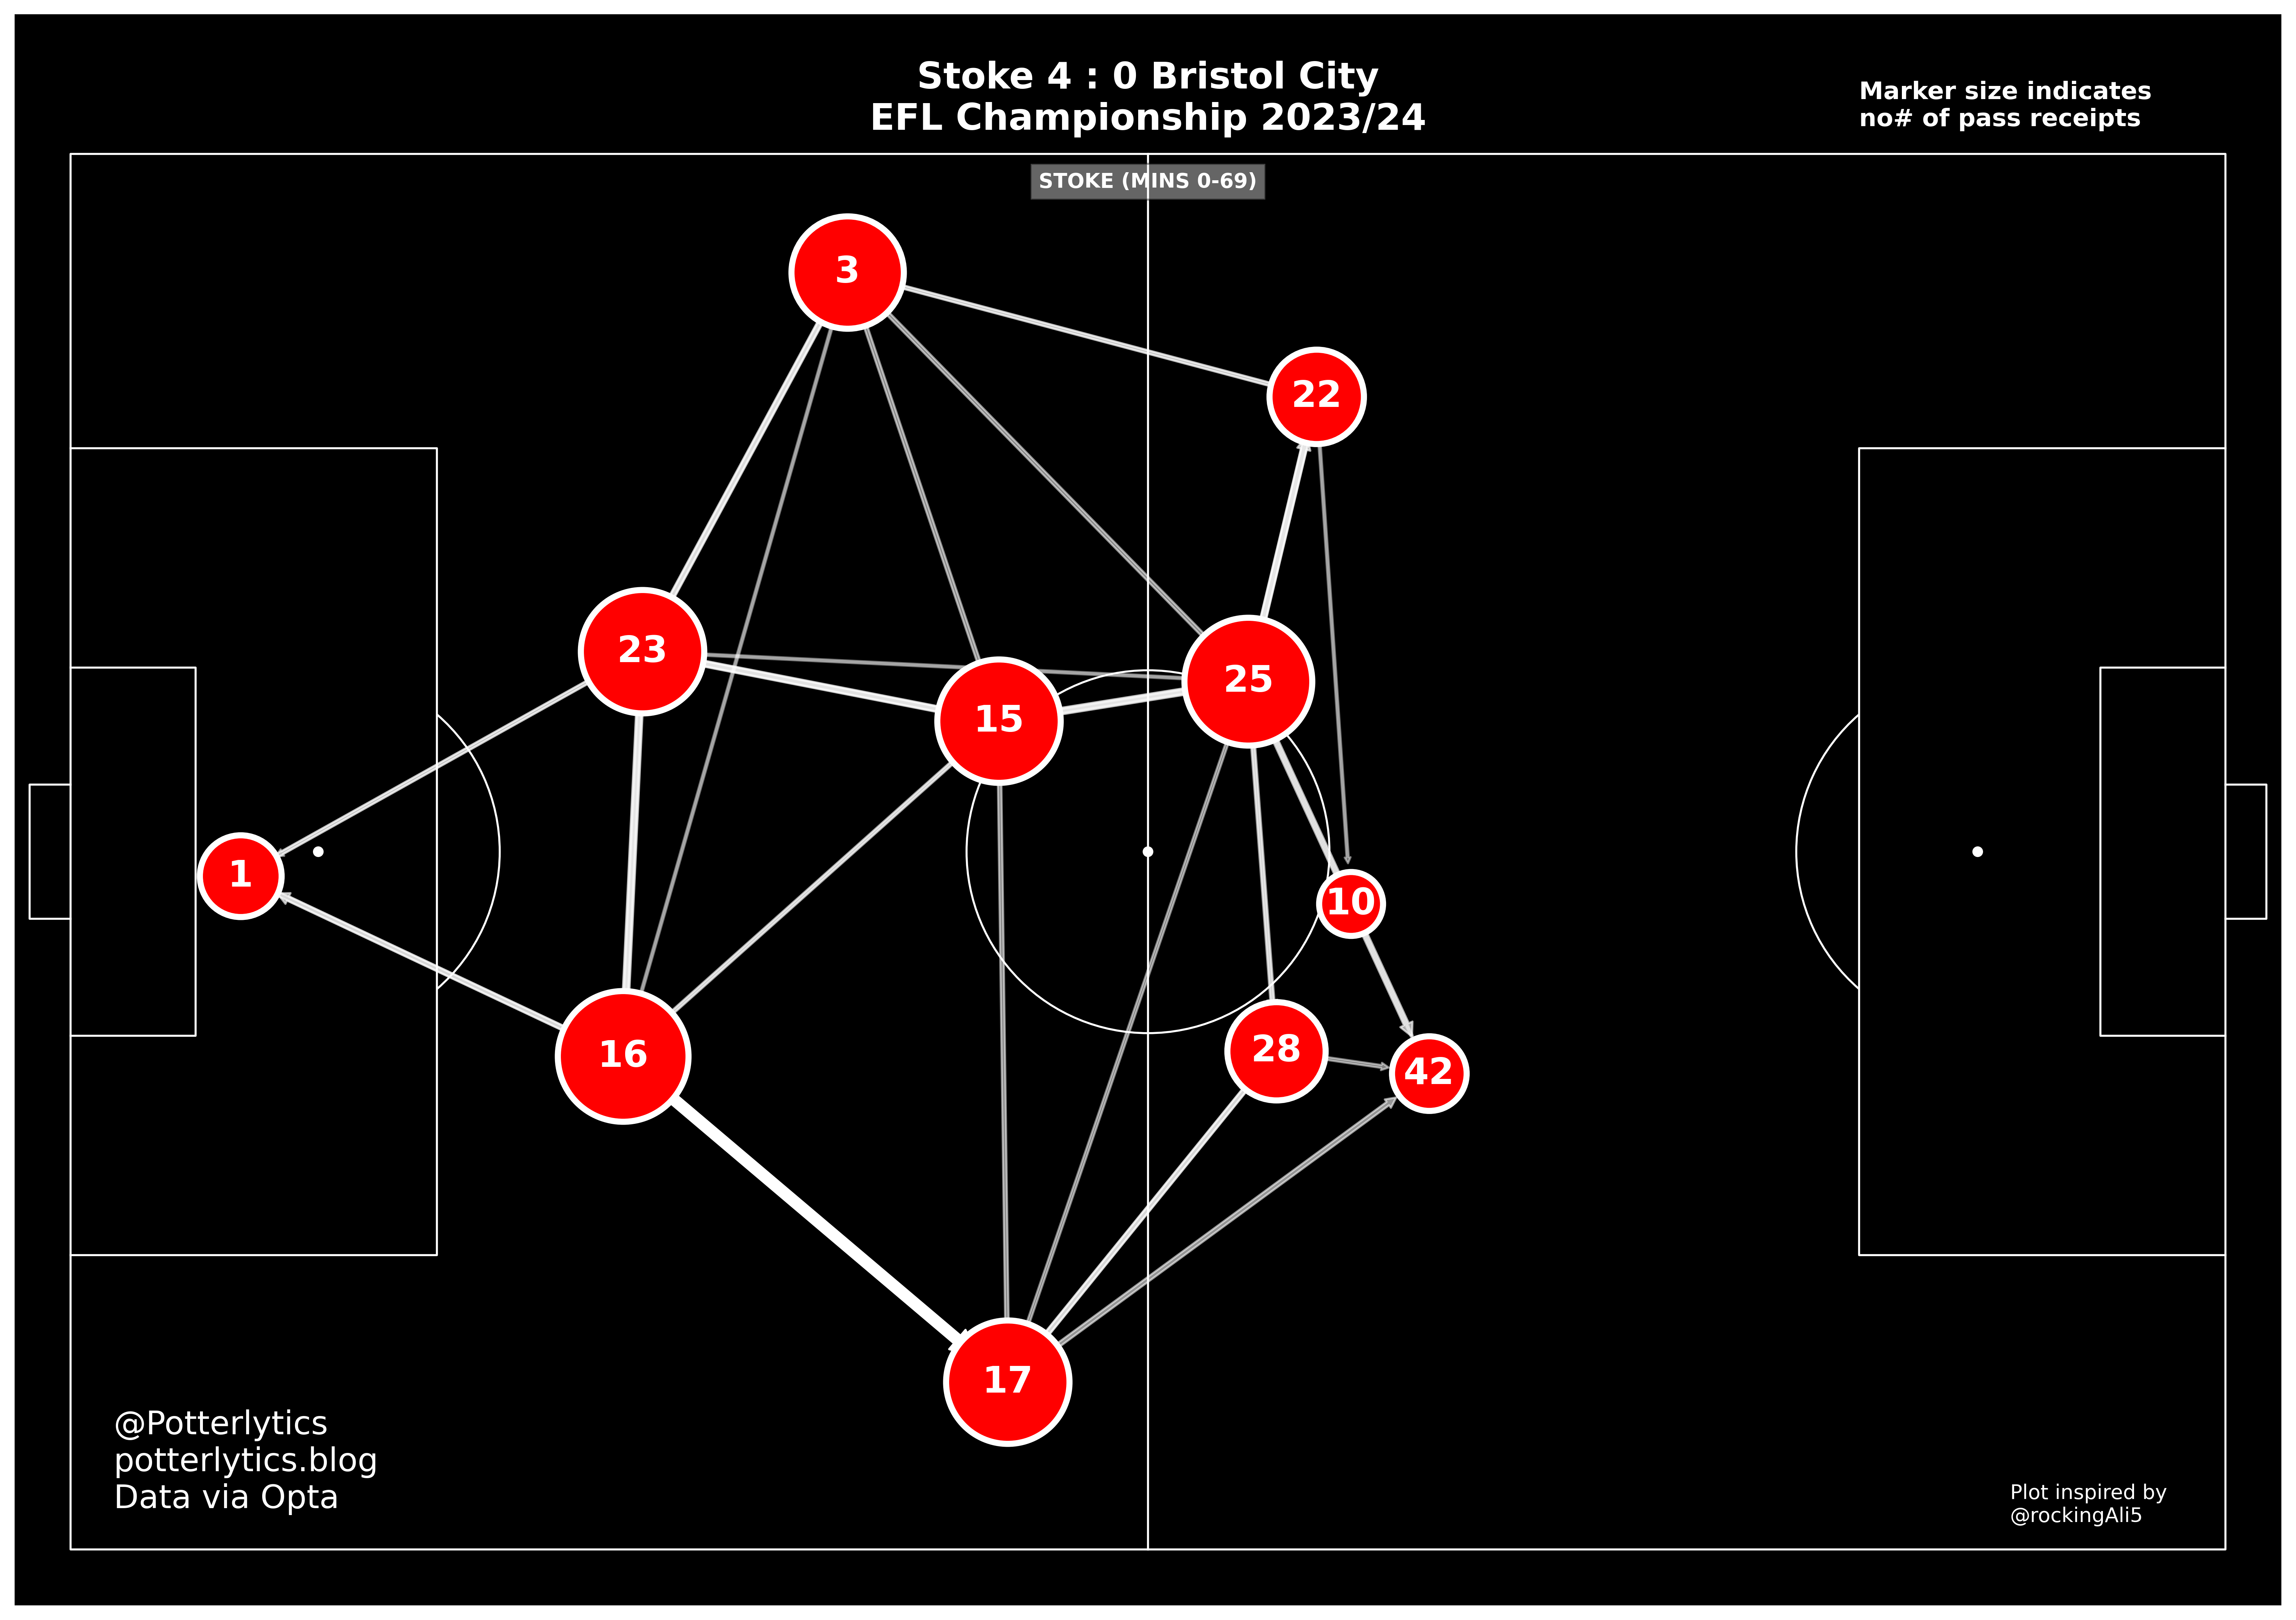 Stoke 4 : 0 Bristol City
EFL Championship 2023/24
Marker size indicates
no# of pass receipts
STOKE (MINS 0-69)
3
22
23
25
15
1
10
16
28
42
17
@Potterlytics
potterlytics.blog
Data via Opta
Plot inspired by
@rockingAli5